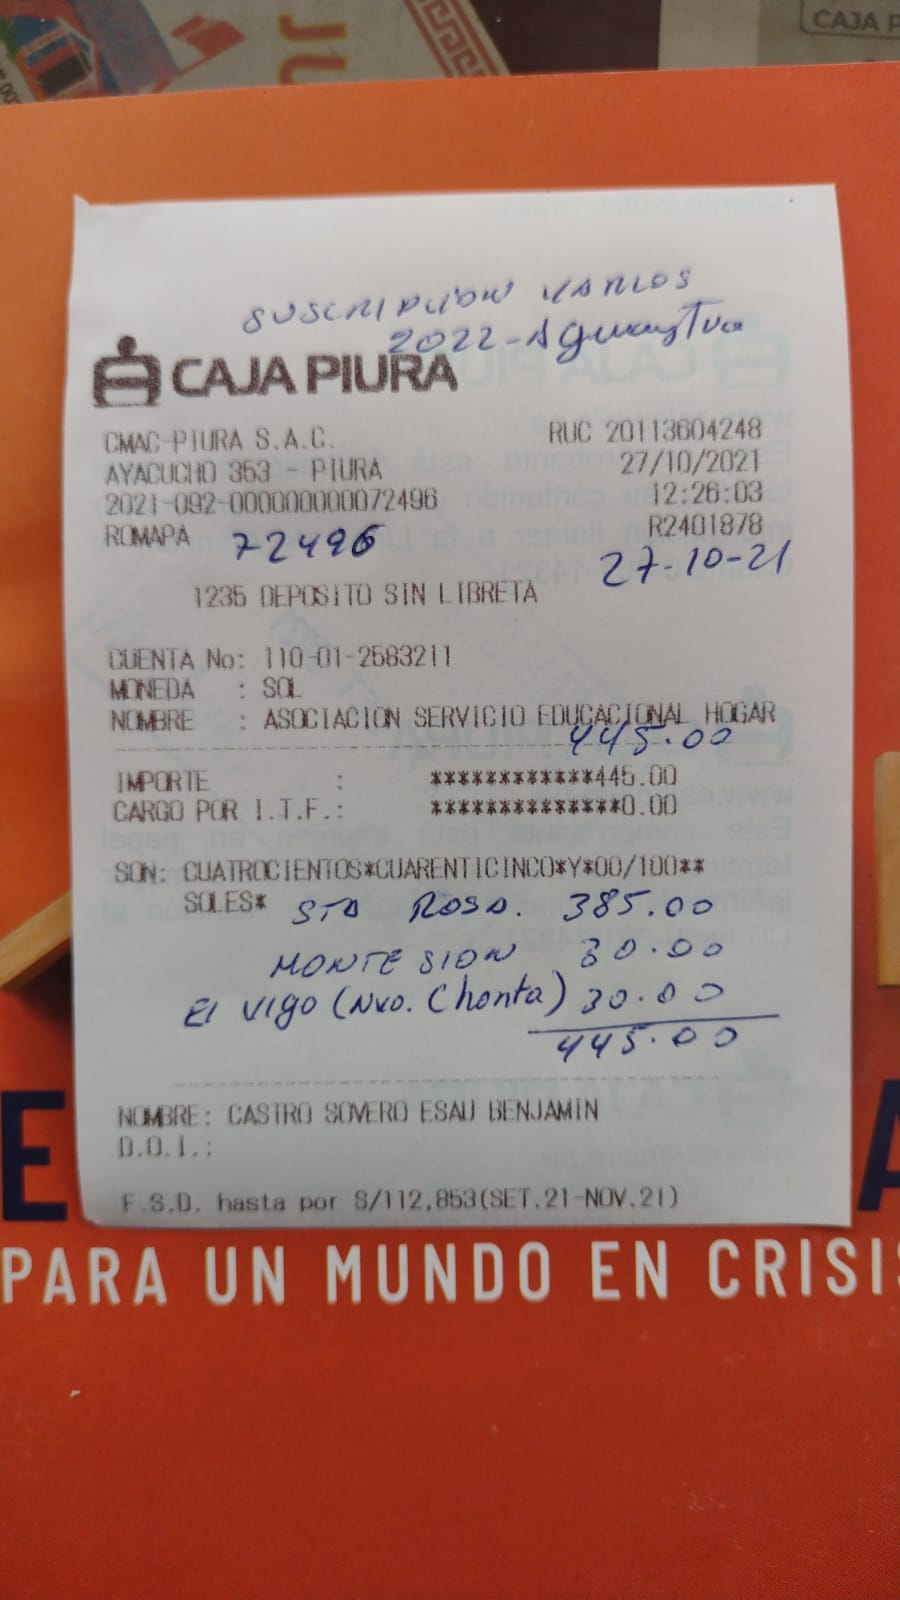 CAJA P
SUSCRIPCION VARIOS
2022-Aguaytia
CAJA PIURA
CMAC-PIURA S.A.C. RUC 20113604248
AYACUCHO 353 - PIURA 27/10/2021
2021-092-000000000072496 12:26:03
ROMAPA 72496 R2401878
27-10-21
1235 DEPOSITO SIN LIBRETA
CUENTA No: 110-01-2583211
MONEDA : SOL
NOMBRE : ASOCIACION SERVICIO EDUCACIONAL HOGAR
445.00
IMPORTE : ************445.00
CARGO POR I.T.F.: **************0.00
SON: CUATROCIENTOS*CUARENTICINCO*Y*00/100**
SOLES* STA ROSA. 385.00
MONTE SION 30.00
El Vigo (Nvo. Chonta) 30.00
445.00
NOMBRE: CASTRO SOVERO ESAU BENJAMIN
D.O.I.:
F.S.D. hasta por S/112,853(SET.21-NOV.21)
E A
PARA UN MUNDO EN CRISIS